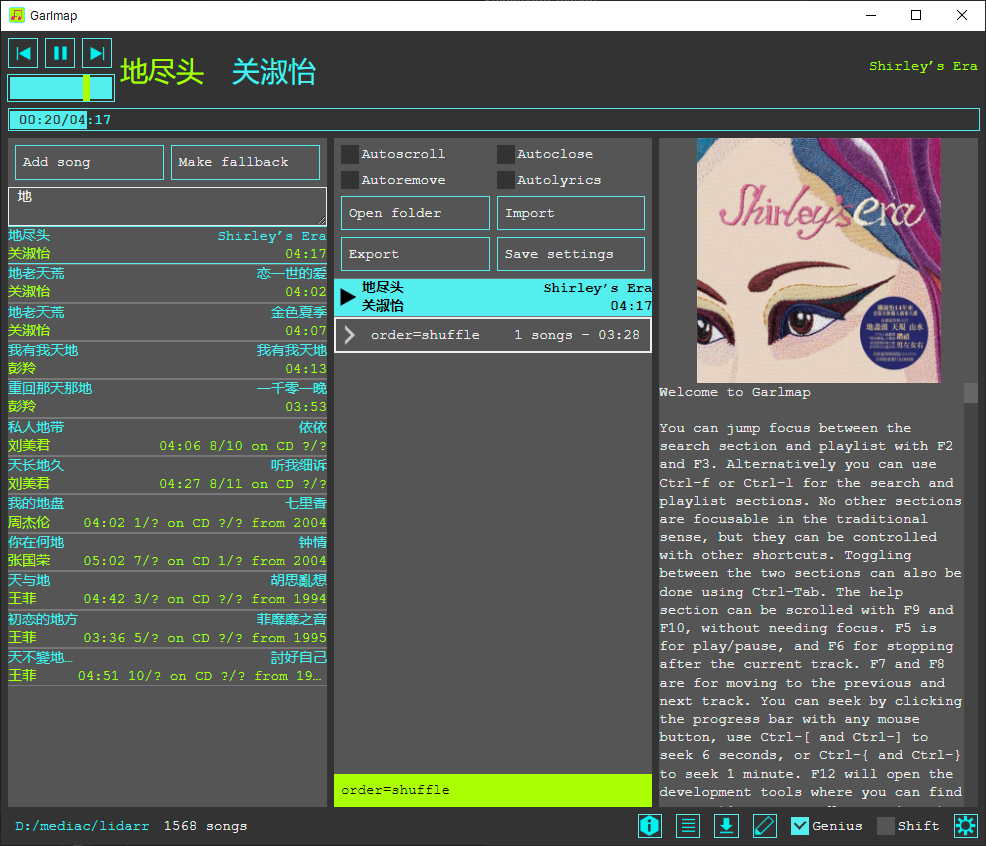 Garlmap
地尽头 关淑怡
Shirley's Era
00:20/04:17
Add song
Make fallback
地
地尽头 Shirley's Era
关淑怡 04:17
地老天荒 恋一世的爱
关淑怡 04:02
地老天荒 金色夏季
关淑怡 04:07
我有我天地 我有我天地
彭羚 04:13
重回那天那地 一千零一晚
彭羚 03:53
私人地带 依依
刘美君 04:06 8/10 on CD ?/?
天长地久 听我细诉
刘美君 04:27 8/11 on CD ?/?
我的地盘 七里香
周杰伦 04:02 1/? on CD ?/? from 2004
你在何地 钟情
张国荣 05:02 7/? on CD 1/? from 2004
天与地 胡思亂想
王菲 04:42 3/? on CD ?/? from 1994
初恋的地方 菲靡靡之音
王菲 03:36 5/? on CD ?/? from 1995
天不變地… 討好自己
王菲 04:51 10/? on CD ?/? from 19…
Autoscroll
Autoclose
Autoremove
Autolyrics
Open folder
Import
Export
Save settings
地尽头 Shirley's Era
关淑怡 04:17
order=shuffle 1 songs - 03:28
order=shuffle
Shirley's era
地盡頭 天規 山水
男左女右
Welcome to Garlmap
You can jump focus between the
search section and playlist with F2
and F3. Alternatively you can use
Ctrl-f or Ctrl-l for the search and
playlist sections. No other sections
are focusable in the traditional
sense, but they can be controlled
with other shortcuts. Toggling
between the two sections can also be
done using Ctrl-Tab. The help
section can be scrolled with F9 and
F10, without needing focus. F5 is
for play/pause, and F6 for stopping
after the current track. F7 and F8
are for moving to the previous and
next track. You can seek by clicking
the progress bar with any mouse
button, use Ctrl-[ and Ctrl-] to
seek 6 seconds, or Ctrl-{ and Ctrl-}
to seek 1 minute. F12 will open the
development tools where you can find
D:/mediac/lidarr 1568 songs
Genius
Shift